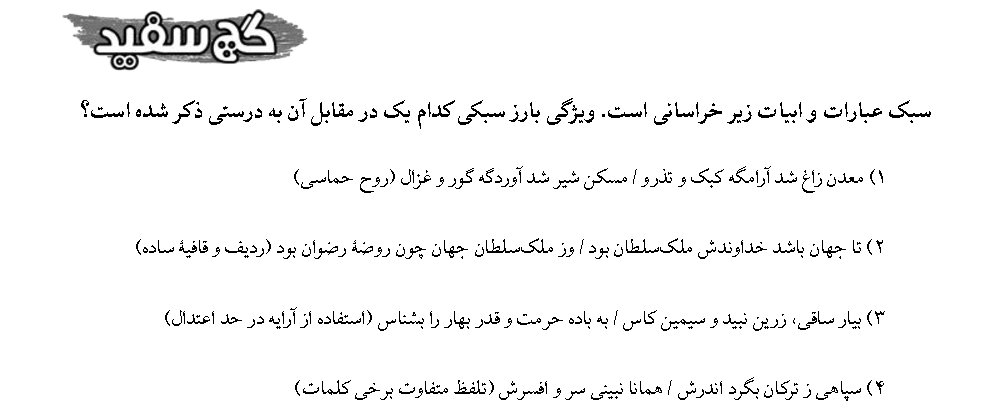 گچ سفید
سبک عبارات و ابیات زیر خراسانی است. ویژگی بارز سبکی کدام یک در مقابل آن به درستی ذکر شده است؟
۱) معدن زاغ شد آرامگه کبک و تذرو / مسکن شیر شد آوردگه گور و غزال (روح حماسی)
۲) تا جهان باشد خداوندش ملک‌سلطان بود / وز ملک‌سلطان جهان چون روضهٔ رضوان بود (ردیف و قافیهٔ ساده)
۳) بیار ساقی، زرین نبید و سیمین کاس / به باده حرمت و قدر بهار را بشناس (استفاده از آرایه در حد اعتدال)
۴) سپاهی ز ترکان بگرد اندرش / همانا نبینی سر و افسرش (تلفظ متفاوت برخی کلمات)